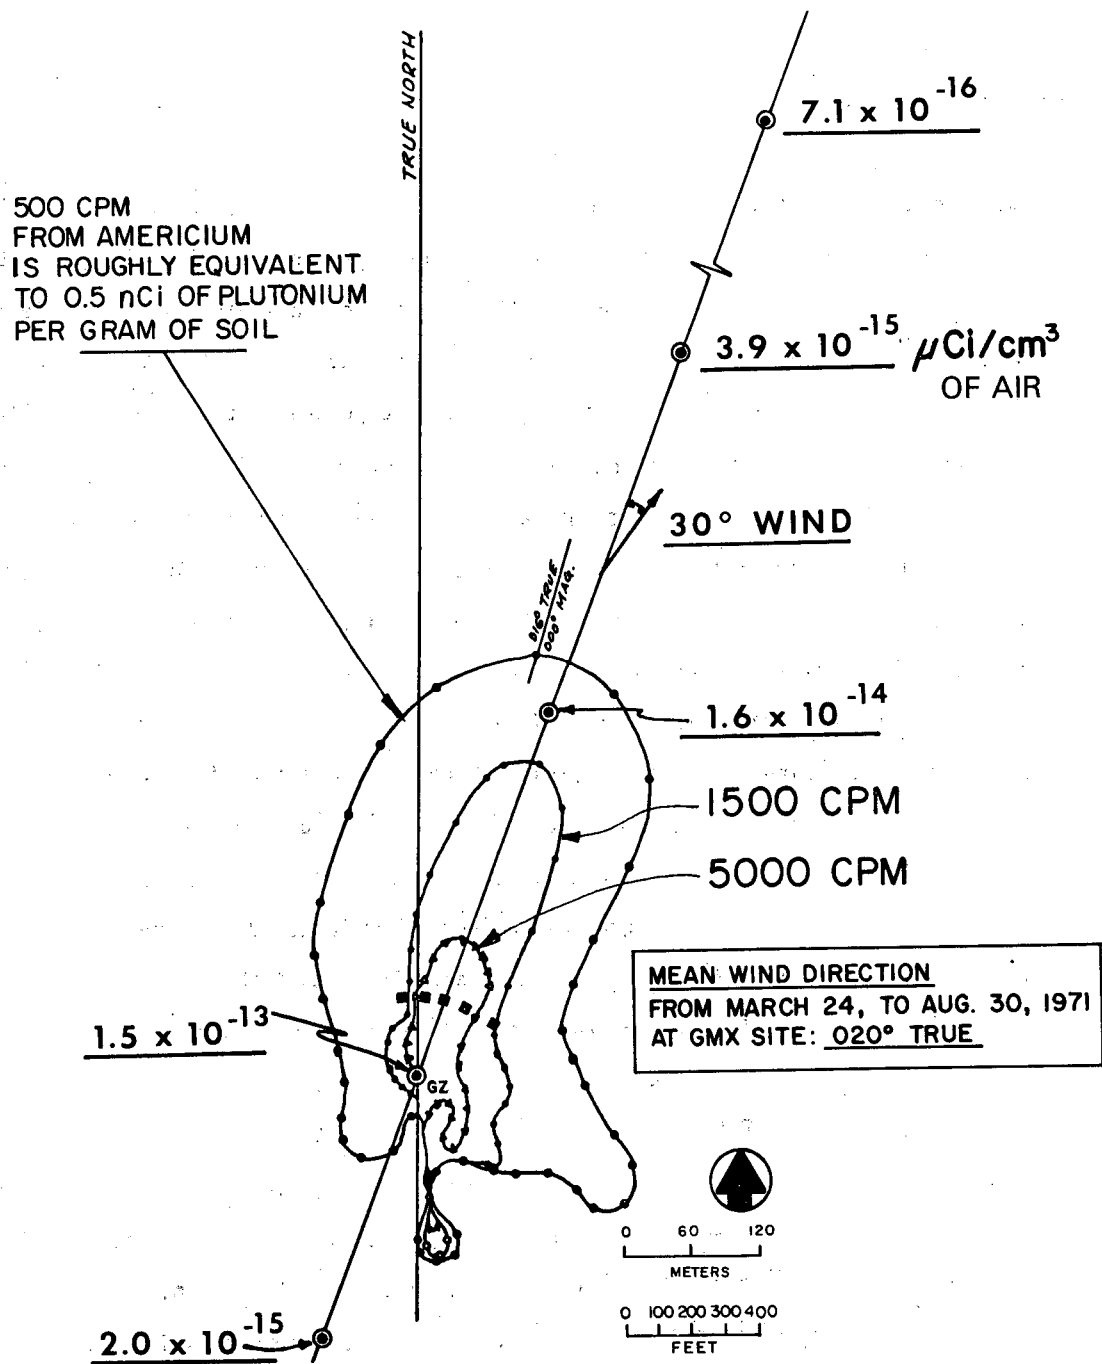 TRUE NORTH
7.1 x 10 -16
500 CPM
FROM AMERICIUM
IS ROUGHLY EQUIVALENT
TO 0.5 nCi OF PLUTONIUM
PER GRAM OF SOIL
3.9 x 10 -15 μCi/cm³
OF AIR
30° WIND
016° TRUE
000° MAG.
1.6 x 10 -14
1500 CPM
5000 CPM
MEAN WIND DIRECTION
FROM MARCH 24, TO AUG. 30, 1971
AT GMX SITE: 020° TRUE
1.5 x 10 -13
GZ
0 60 120
METERS
0 100 200 300 400
FEET
2.0 x 10 -15